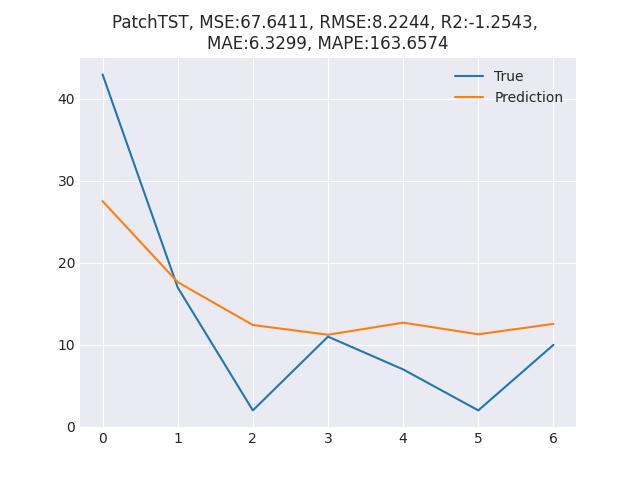 PatchTST, MSE:67.6411, RMSE:8.2244, R2:-1.2543,
MAE:6.3299, MAPE:163.6574
True
Prediction
40
30
20
10
0
0 1 2 3 4 5 6